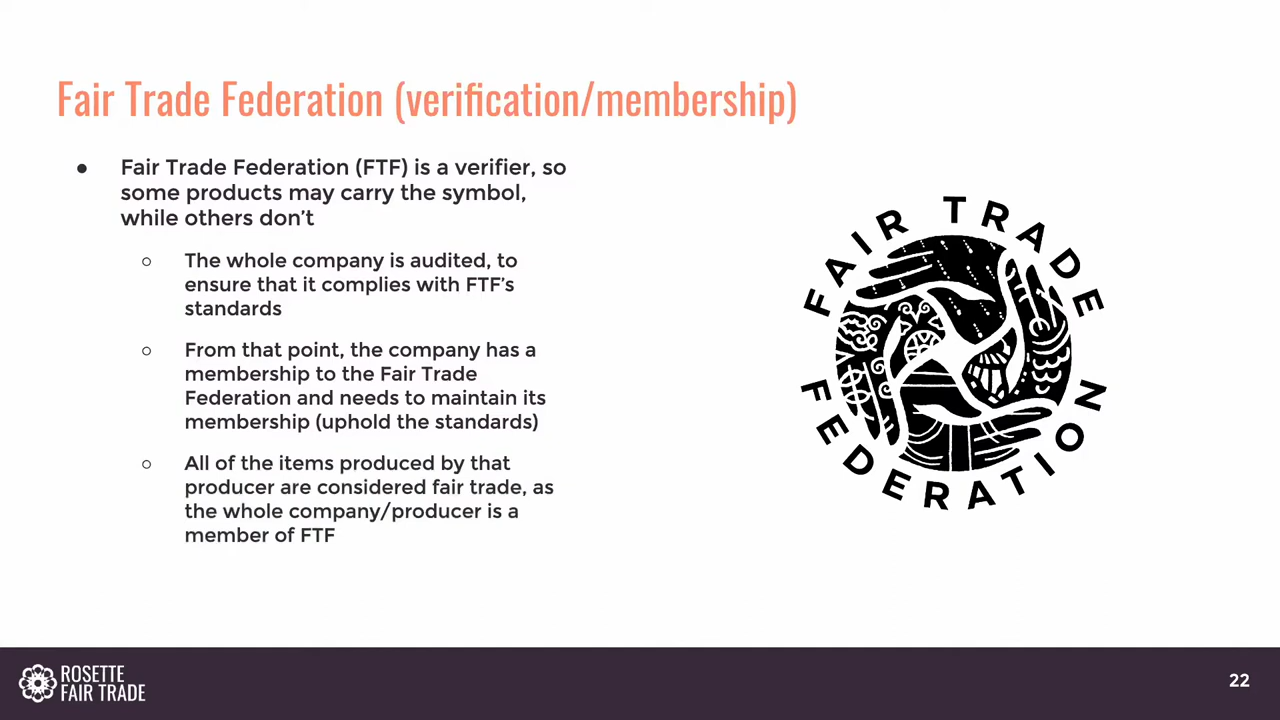 Fair Trade Federation (verification/membership)
● Fair Trade Federation (FTF) is a verifier, so
some products may carry the symbol,
while others don’t
○ The whole company is audited, to
ensure that it complies with FTF’s
standards
○ From that point, the company has a
membership to the Fair Trade
Federation and needs to maintain its
membership (uphold the standards)
○ All of the items produced by that
producer are considered fair trade, as
the whole company/producer is a
member of FTF
FAIR TRADE
FEDERATION
ROSETTE
FAIR TRADE
22